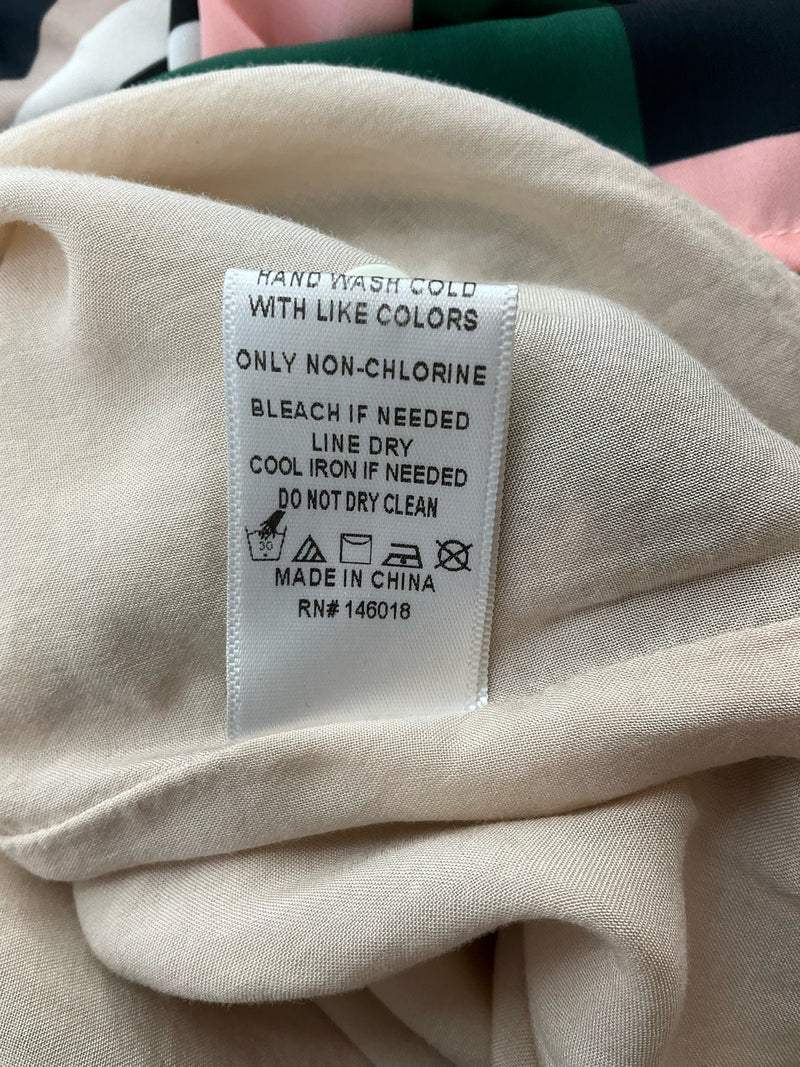 HAND WASH COLD
WITH LIKE COLORS
ONLY NON-CHLORINE
BLEACH IF NEEDED
LINE DRY
COOL IRON IF NEEDED
DO NOT DRY CLEAN
30
MADE IN CHINA
RN# 146018